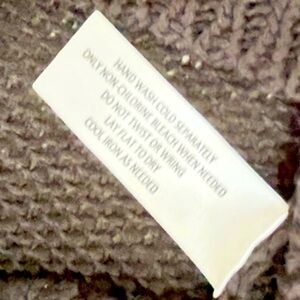 HAND WASH COLD SEPARATELY
ONLY NON-CHLORINE BLEACH WHEN NEEDED
DO NOT TWIST OR WRING
LAY FLAT TO DRY
COOL IRON AS NEEDED